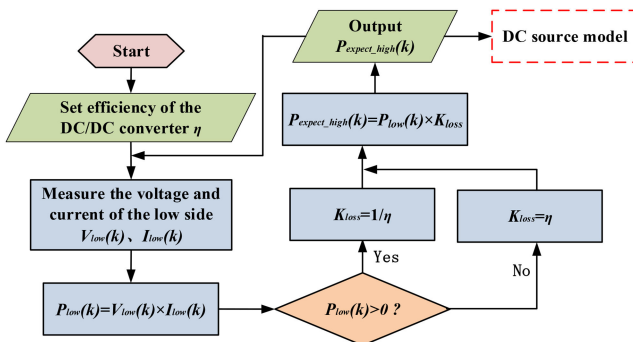 Start
Set efficiency of the
DC/DC converter η
Measure the voltage and
current of the low side
Vlow(k)、Ilow(k)
Plow(k)=Vlow(k)×Ilow(k)
Plow(k)>0 ?
Yes
No
Kloss=1/η
Kloss=η
Pexpect_high(k)=Plow(k)×Kloss
Output
Pexpect_high(k)
DC source model